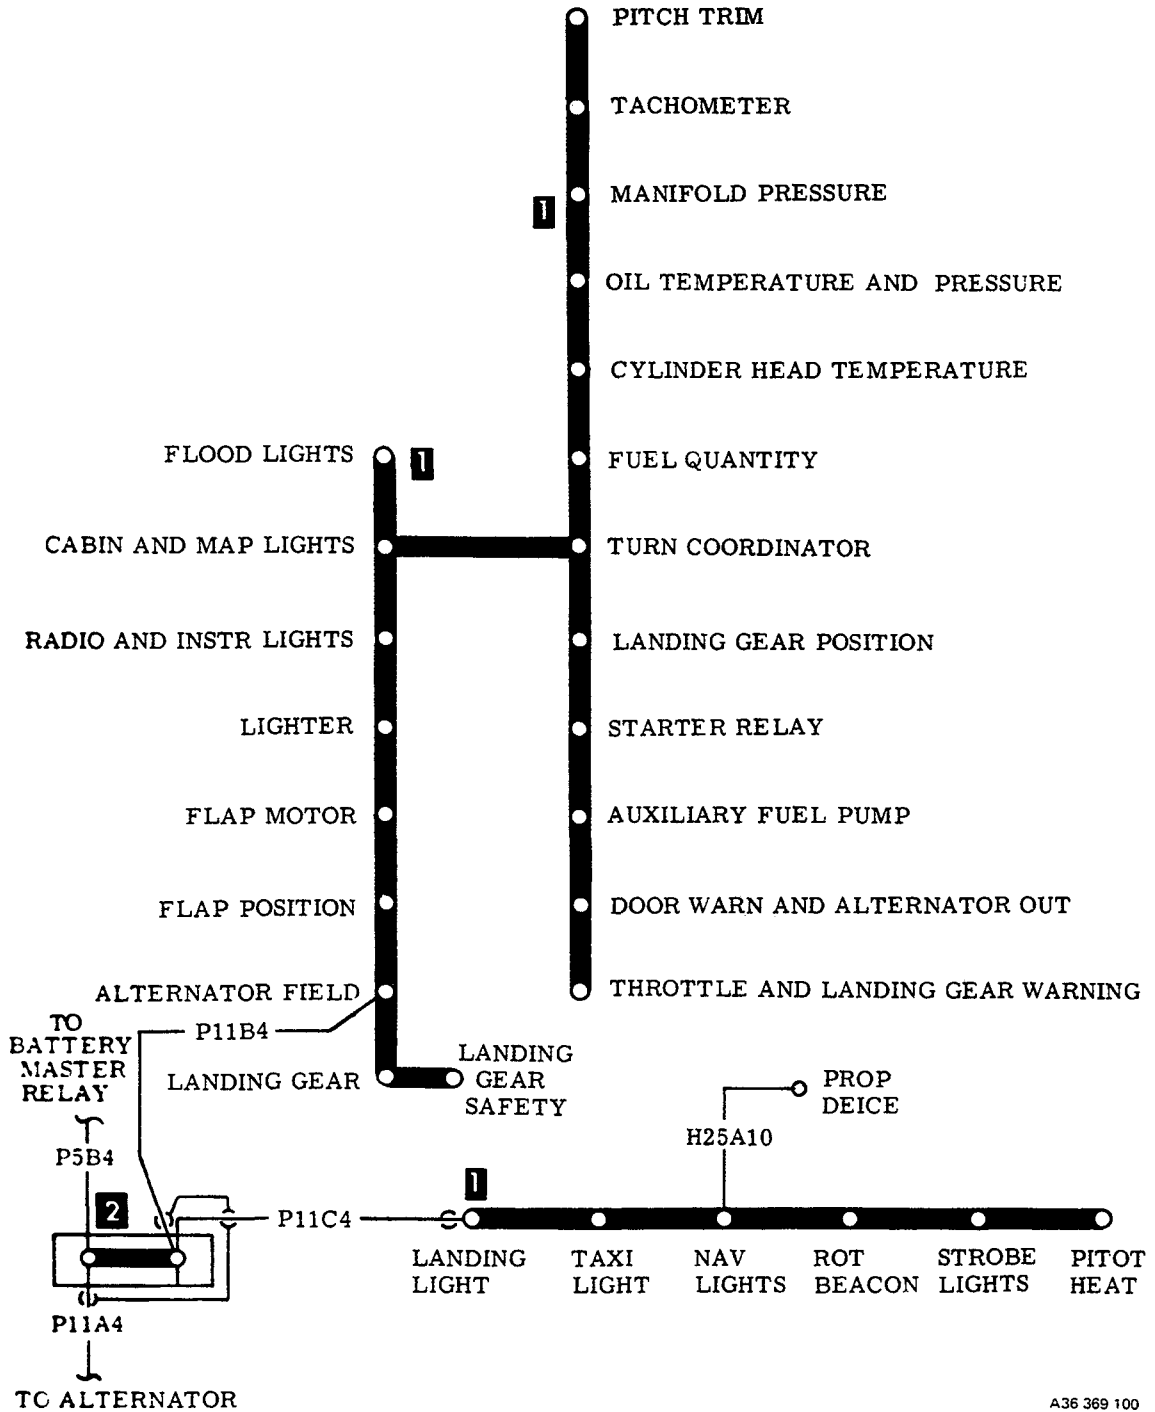 PITCH TRIM
TACHOMETER
MANIFOLD PRESSURE
1
OIL TEMPERATURE AND PRESSURE
CYLINDER HEAD TEMPERATURE
FLOOD LIGHTS
1
FUEL QUANTITY
CABIN AND MAP LIGHTS
TURN COORDINATOR
RADIO AND INSTR LIGHTS
LANDING GEAR POSITION
LIGHTER
STARTER RELAY
FLAP MOTOR
AUXILIARY FUEL PUMP
FLAP POSITION
DOOR WARN AND ALTERNATOR OUT
ALTERNATOR FIELD
THROTTLE AND LANDING GEAR WARNING
TO
BATTERY
MASTER
RELAY
P11B4
LANDING GEAR
LANDING
GEAR
SAFETY
PROP
DEICE
H25A10
P5B4
2
1
P11C4
LANDING
LIGHT
TAXI
LIGHT
NAV
LIGHTS
ROT
BEACON
STROBE
LIGHTS
PITOT
HEAT
P11A4
TO ALTERNATOR
A36 369 100